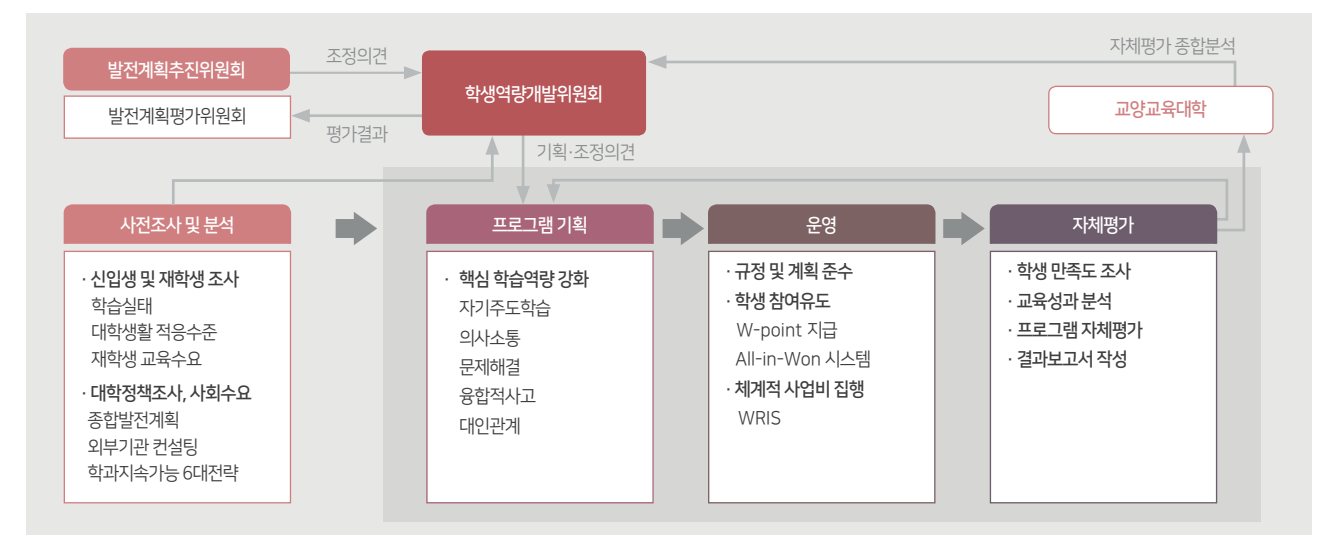 발전계획추진위원회
조정의견
학생역량개발위원회
자체평가 종합분석
발전계획평가위원회
평가결과
교양교육대학
기획·조정의견
사전조사 및 분석
· 신입생 및 재학생 조사
학습실태
대학생활 적응수준
재학생 교육수요
· 대학정책조사, 사회수요
종합발전계획
외부기관 컨설팅
학과지속가능 6대전략
프로그램 기획
· 핵심 학습역량 강화
자기주도학습
의사소통
문제해결
융합적사고
대인관계
운영
· 규정 및 계획 준수
· 학생 참여유도
W-point 지급
All-in-Won 시스템
· 체계적 사업비 집행
WRIS
자체평가
· 학생 만족도 조사
· 교육성과 분석
· 프로그램 자체평가
· 결과보고서 작성